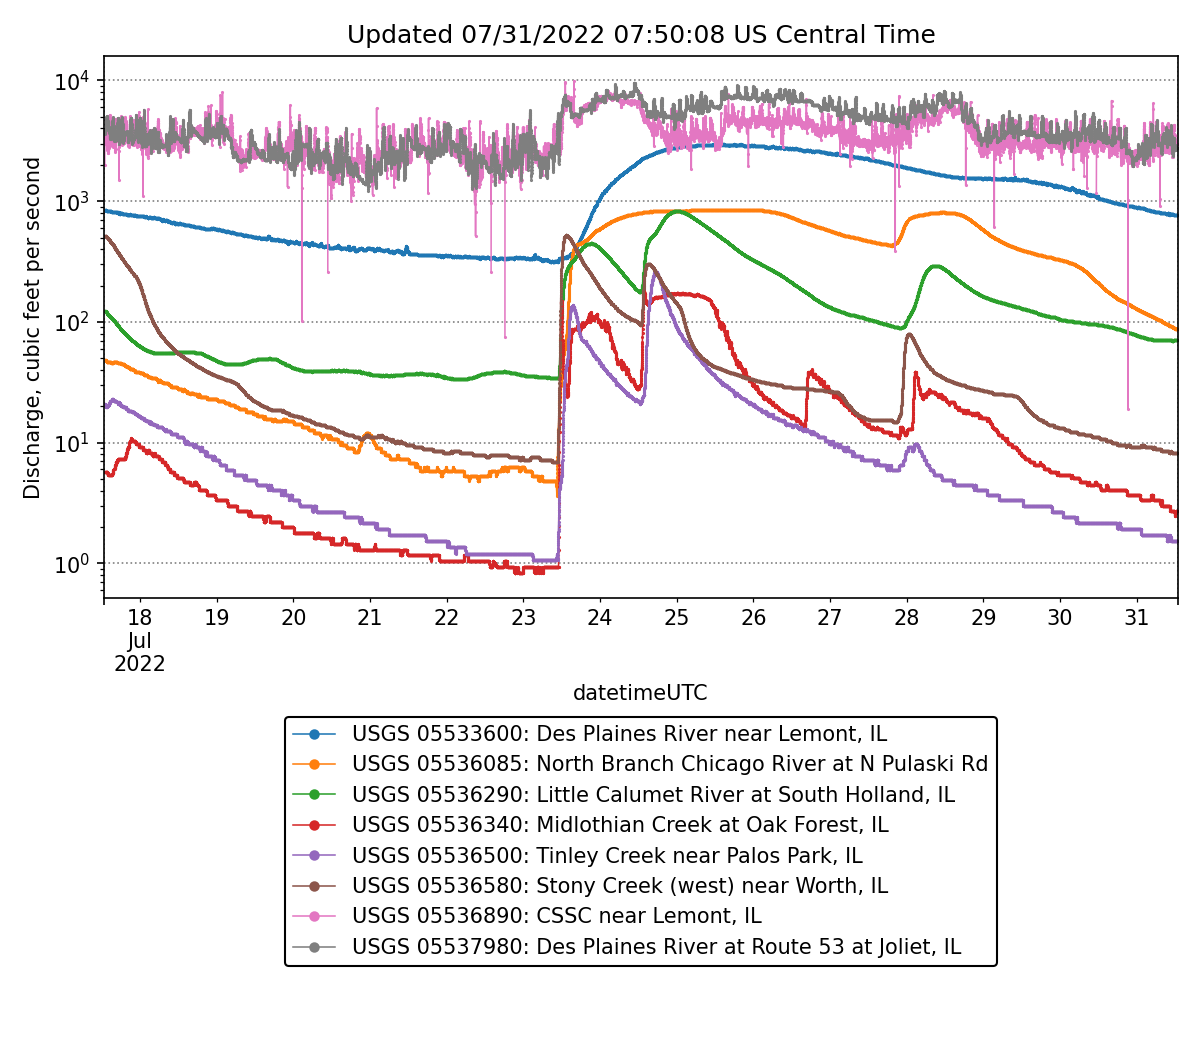 Updated 07/31/2022 07:50:08 US Central Time
Discharge, cubic feet per second
10^4
10^3
10^2
10^1
10^0
18 19 20 21 22 23 24 25 26 27 28 29 30 31
Jul
2022
datetimeUTC
USGS 05533600: Des Plaines River near Lemont, IL
USGS 05536085: North Branch Chicago River at N Pulaski Rd
USGS 05536290: Little Calumet River at South Holland, IL
USGS 05536340: Midlothian Creek at Oak Forest, IL
USGS 05536500: Tinley Creek near Palos Park, IL
USGS 05536580: Stony Creek (west) near Worth, IL
USGS 05536890: CSSC near Lemont, IL
USGS 05537980: Des Plaines River at Route 53 at Joliet, IL